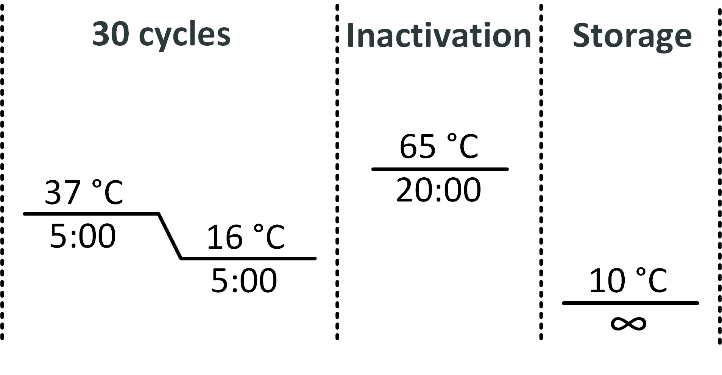 30 cycles
Inactivation
Storage
37 °C
5:00
16 °C
5:00
65 °C
20:00
10 °C
∞